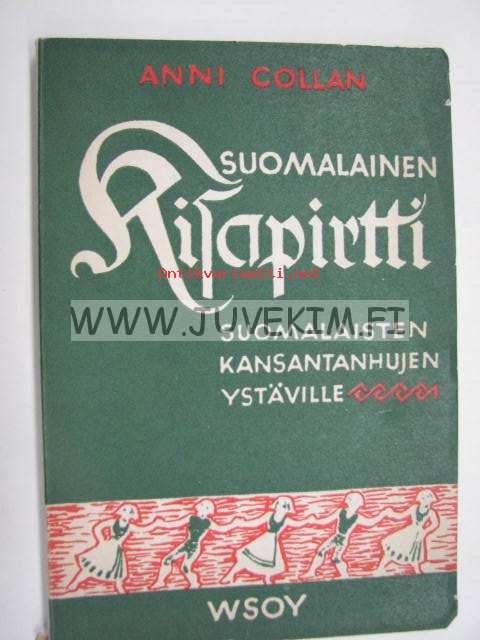 ANNI COLLAN
SUOMALAINEN
Kisapirtti
Antikvariaatti.net
WWW.JUVEKIM.FI
SUOMALAISTEN
KANSANTANHUJEN
YSTÄVILLE
WSOY